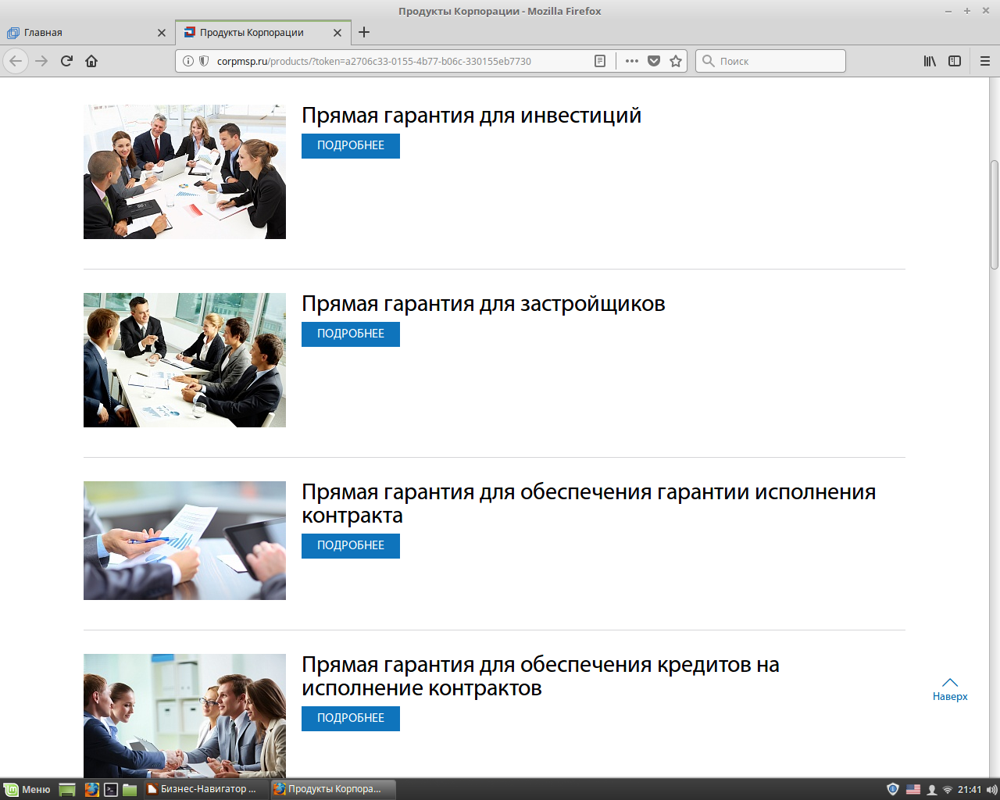 Продукты Корпорации - Mozilla Firefox
Главная
Продукты Корпорации
corpmsp.ru/products/?token=a2706c33-0155-4b77-b06c-330155eb7730
Поиск
Прямая гарантия для инвестиций
ПОДРОБНЕЕ
Прямая гарантия для застройщиков
ПОДРОБНЕЕ
Прямая гарантия для обеспечения гарантии исполнения
контракта
ПОДРОБНЕЕ
Прямая гарантия для обеспечения кредитов на
исполнение контрактов
ПОДРОБНЕЕ
Наверх
Меню
Бизнес-Навигатор ...
Продукты Корпора...
21:41